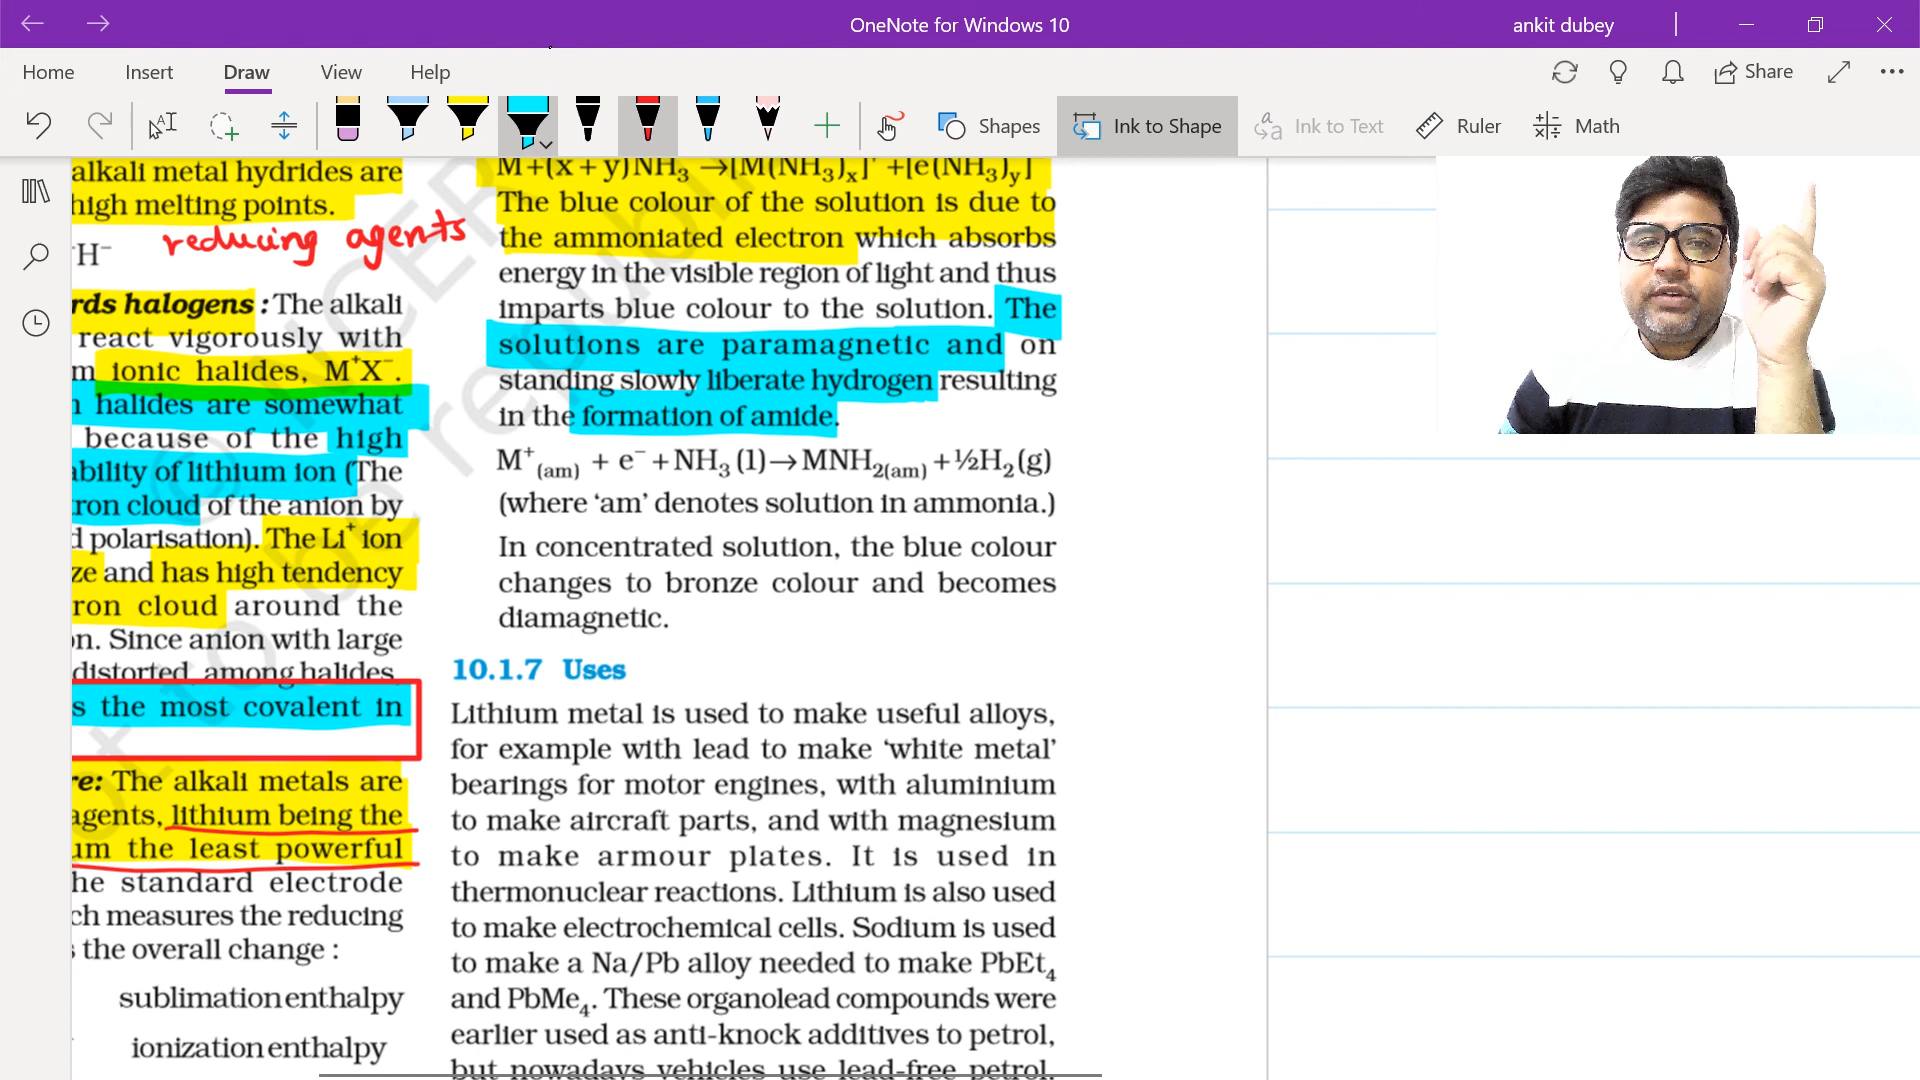 OneNote for Windows 10
ankit dubey
Home Insert Draw View Help
Share
Shapes Ink to Shape Ink to Text Ruler Math
alkali metal hydrides are
high melting points.
H⁻
reducing agents
rds halogens : The alkali
react vigorously with
m ionic halides, M⁺X⁻.
halides are somewhat
because of the high
ability of lithium ion (The
ron cloud of the anion by
d polarisation). The Li⁺ ion
ze and has high tendency
ron cloud around the
on. Since anion with large
distorted, among halides,
s the most covalent in
re: The alkali metals are
agents, lithium being the
um the least powerful
he standard electrode
ch measures the reducing
s the overall change :
sublimation enthalpy
ionization enthalpy
M+(x + y) NH₃ →[M(NH₃)ₓ]⁺ +[e(NH₃)ᵧ]⁻
The blue colour of the solution is due to
the ammoniated electron which absorbs
energy in the visible region of light and thus
imparts blue colour to the solution. The
solutions are paramagnetic and on
standing slowly liberate hydrogen resulting
in the formation of amide.
M⁺(am) + e⁻ + NH₃ (l)→ MNH₂(am) + ½H₂ (g)
(where ‘am’ denotes solution in ammonia.)
In concentrated solution, the blue colour
changes to bronze colour and becomes
diamagnetic.
10.1.7 Uses
Lithium metal is used to make useful alloys,
for example with lead to make ‘white metal’
bearings for motor engines, with aluminium
to make aircraft parts, and with magnesium
to make armour plates. It is used in
thermonuclear reactions. Lithium is also used
to make electrochemical cells. Sodium is used
to make a Na/Pb alloy needed to make PbEt₄
and PbMe₄. These organolead compounds were
earlier used as anti-knock additives to petrol,
but nowadays vehicles use lead-free petrol.